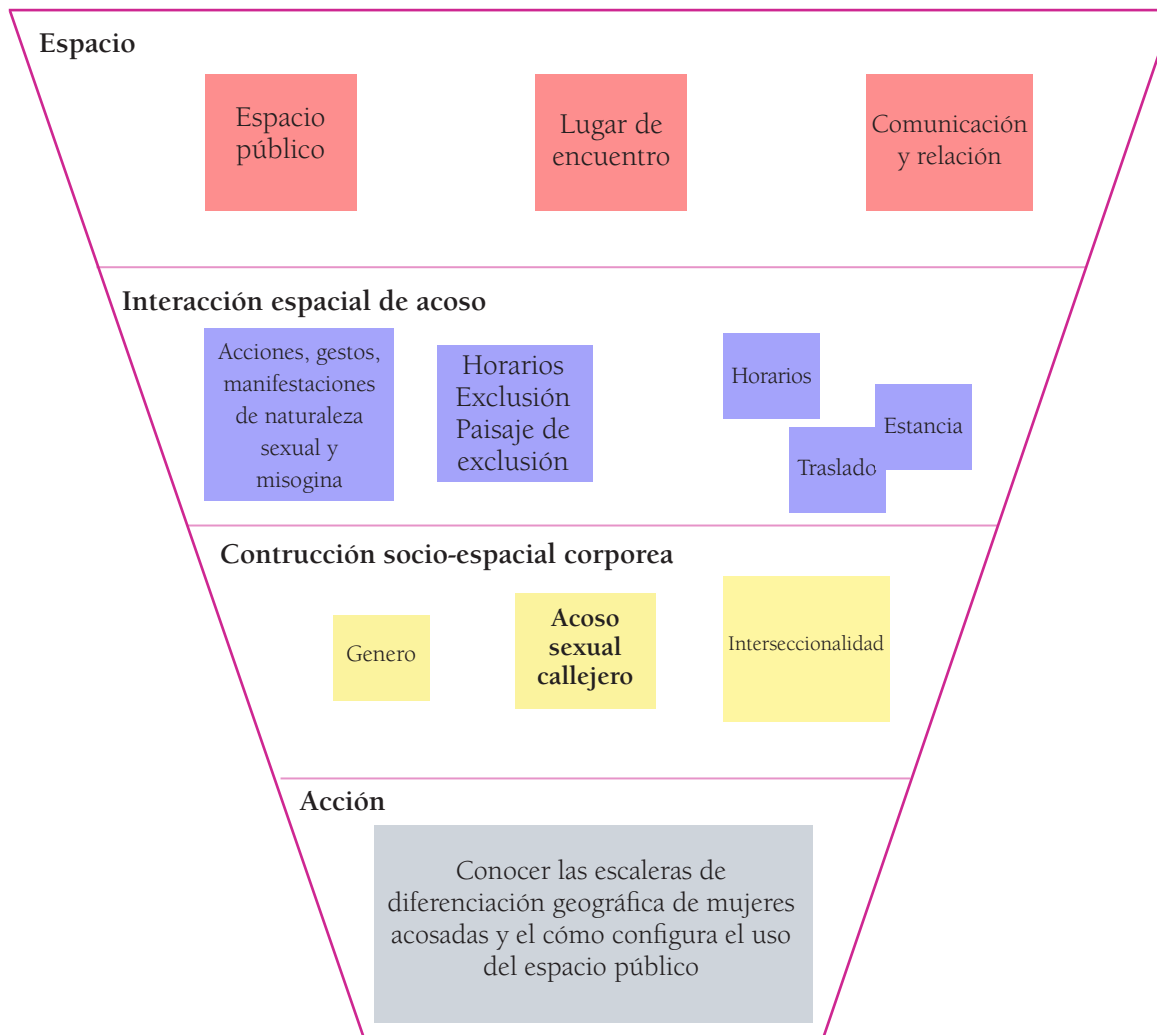 Espacio
Espacio
público
Lugar de
encuentro
Comunicación
y relación
Interacción espacial de acoso
Acciones, gestos,
manifestaciones
de naturaleza
sexual y
misogina
Horarios
Exclusión
Paisaje de
exclusión
Horarios
Estancia
Traslado
Contrucción socio-espacial corporea
Genero
Acoso
sexual
callejero
Interseccionalidad
Acción
Conocer las escaleras de
diferenciación geográfica de mujeres
acosadas y el cómo configura el uso
del espacio público